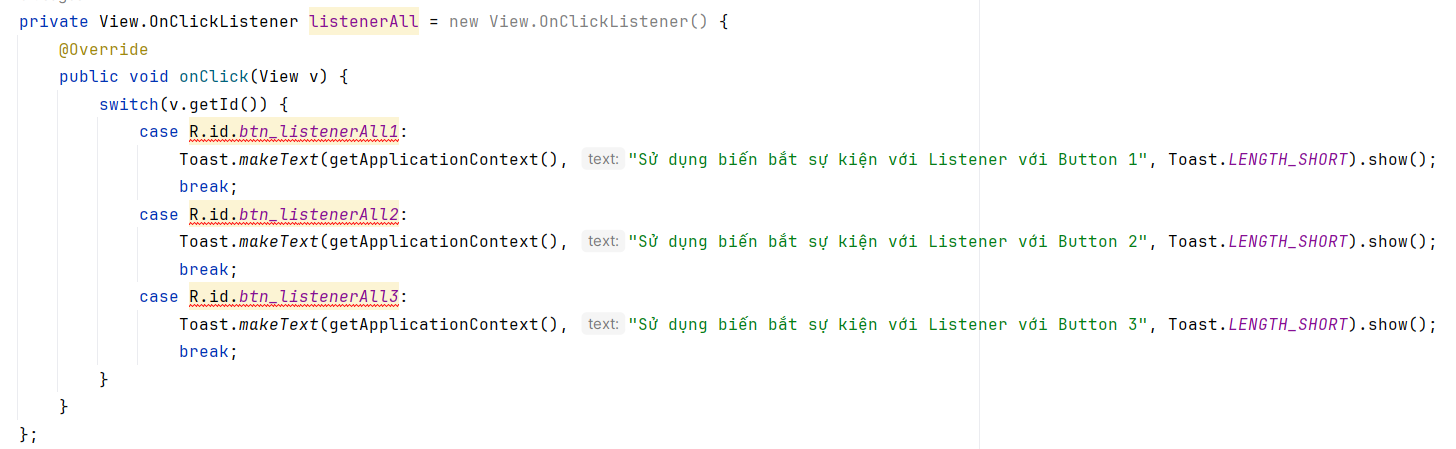 private View.OnClickListener listenerAll = new View.OnClickListener() {
@Override
public void onClick(View v) {
switch(v.getId()) {
case R.id.btn_listenerAll1:
Toast.makeText(getApplicationContext(), text: "Sử dụng biến bắt sự kiện với Listener với Button 1", Toast.LENGTH_SHORT).show();
break;
case R.id.btn_listenerAll2:
Toast.makeText(getApplicationContext(), text: "Sử dụng biến bắt sự kiện với Listener với Button 2", Toast.LENGTH_SHORT).show();
break;
case R.id.btn_listenerAll3:
Toast.makeText(getApplicationContext(), text: "Sử dụng biến bắt sự kiện với Listener với Button 3", Toast.LENGTH_SHORT).show();
break;
}
}
};